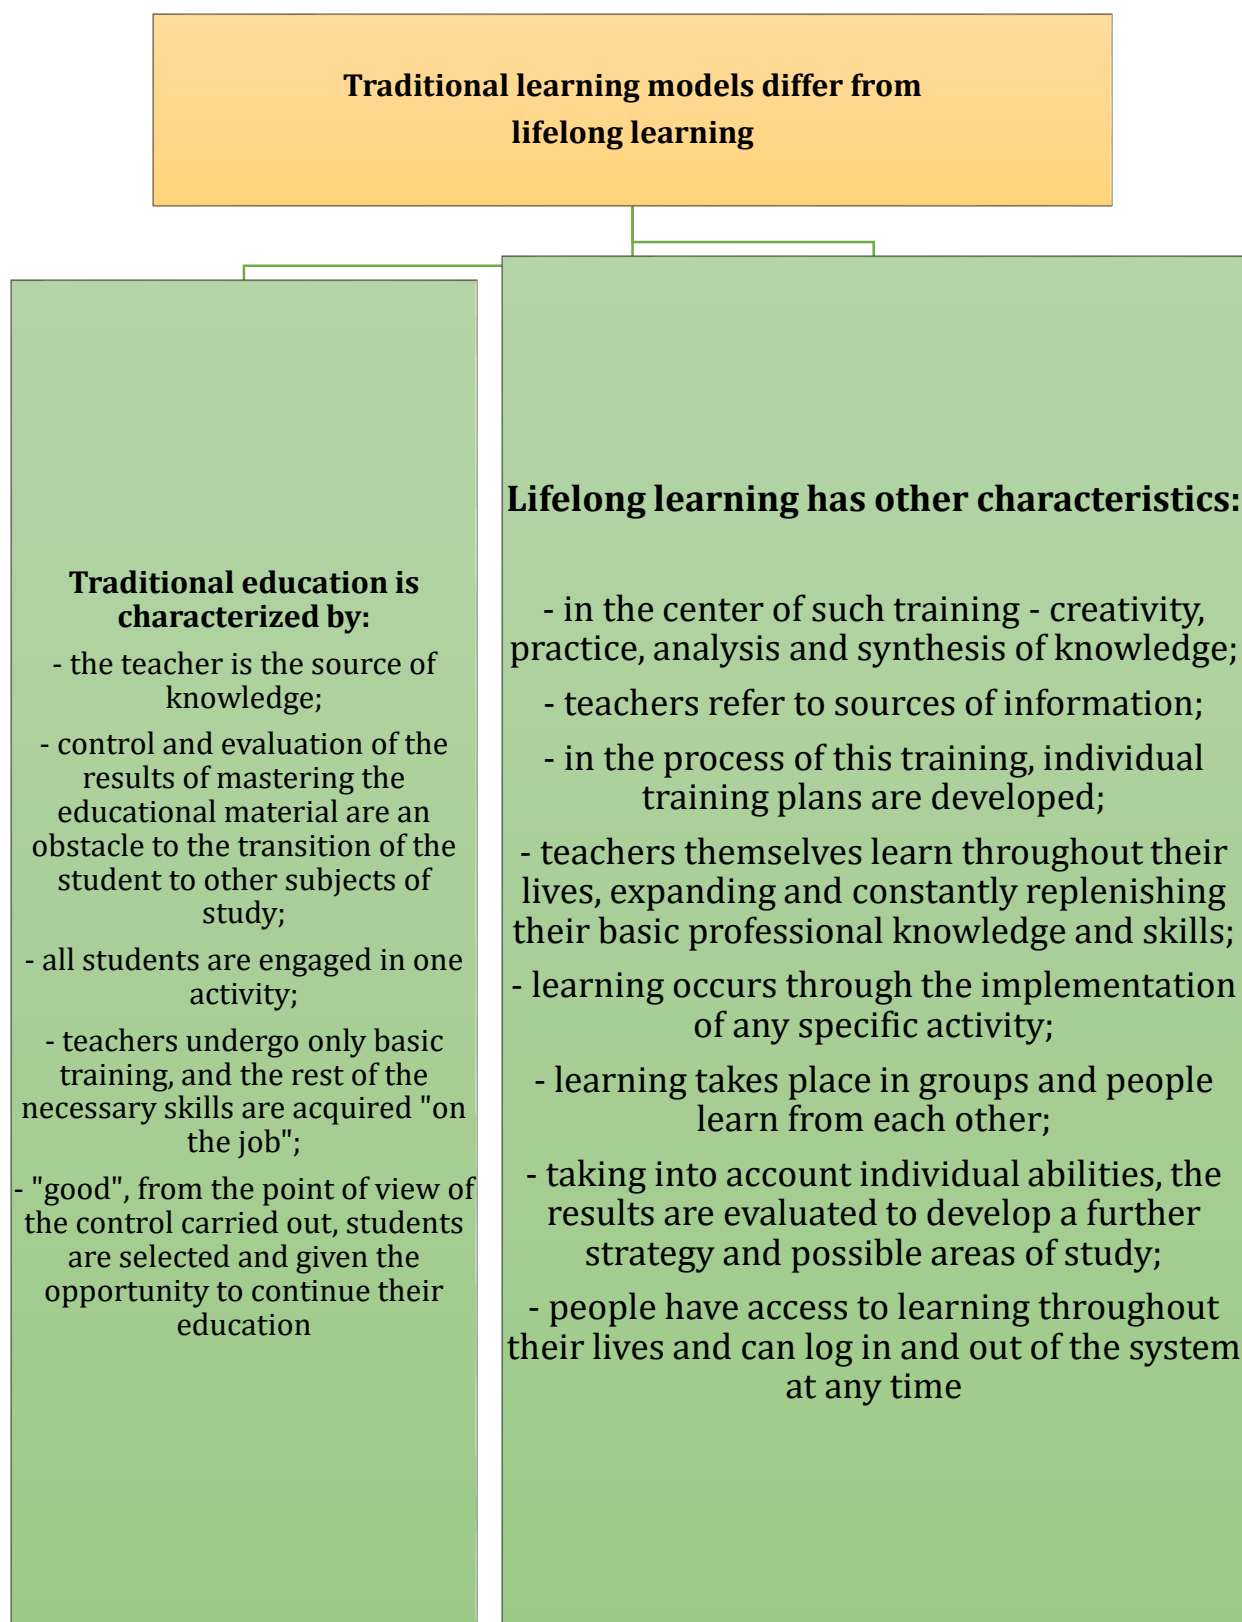 Traditional learning models differ from
lifelong learning
Traditional education is
characterized by:
- the teacher is the source of
knowledge;
- control and evaluation of the
results of mastering the
educational material are an
obstacle to the transition of the
student to other subjects of
study;
- all students are engaged in one
activity;
- teachers undergo only basic
training, and the rest of the
necessary skills are acquired "on
the job";
- "good", from the point of view of
the control carried out, students
are selected and given the
opportunity to continue their
education
Lifelong learning has other characteristics:
- in the center of such training - creativity,
practice, analysis and synthesis of knowledge;
- teachers refer to sources of information;
- in the process of this training, individual
training plans are developed;
- teachers themselves learn throughout their
lives, expanding and constantly replenishing
their basic professional knowledge and skills;
- learning occurs through the implementation
of any specific activity;
- learning takes place in groups and people
learn from each other;
- taking into account individual abilities, the
results are evaluated to develop a further
strategy and possible areas of study;
- people have access to learning throughout
their lives and can log in and out of the system
at any time